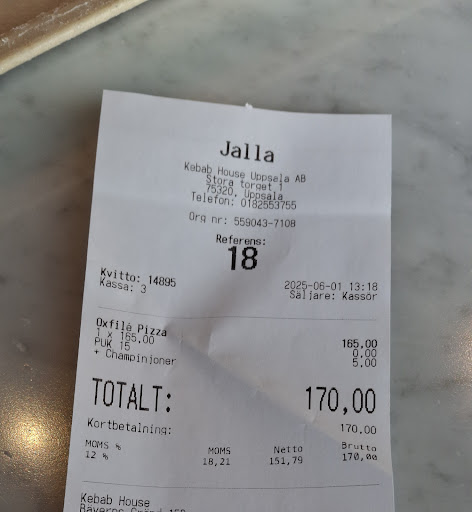 Jalla
Kebab House Uppsala AB
Stora torget 1
75320, Uppsala
Telefon: 0182553755
Org nr: 559043-7108
Referens:
18
Kvitto: 14895 2025-06-01 13:18
Kassa: 3 Säljare: Kassör
Oxfilé Pizza 165.00
1 x 165.00 0.00
PUK 15 5.00
+ Champinjoner
TOTALT: 170,00
Kortbetalning: 170.00
MOMS % MOMS Netto Brutto
12 % 18,21 151,79 170,00
Kebab House